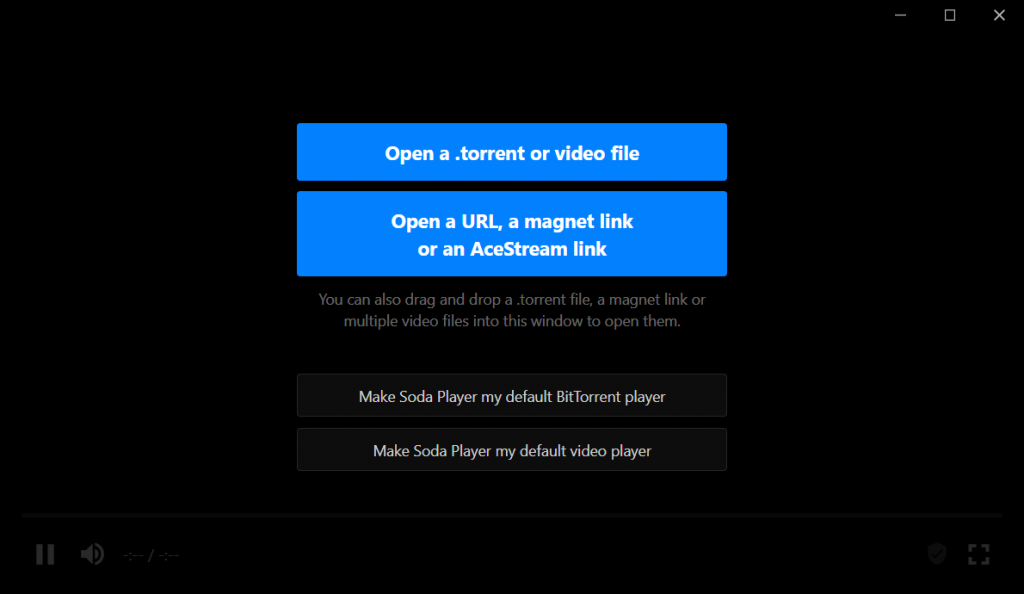 Open a .torrent or video file
Open a URL, a magnet link
or an AceStream link
You can also drag and drop a .torrent file, a magnet link or
multiple video files into this window to open them.
Make Soda Player my default BitTorrent player
Make Soda Player my default video player
-:-- / -:--